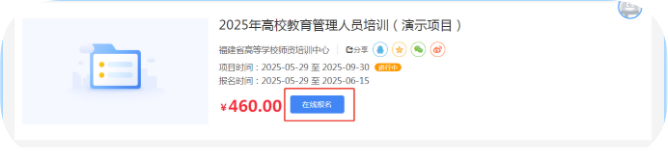 2025年高校教育管理人员培训（演示项目）
福建省高等学校师资培训中心 分享
项目时间：2025-05-29 至 2025-09-30 进行中
报名时间：2025-05-29 至 2025-06-15
¥460.00 在线报名